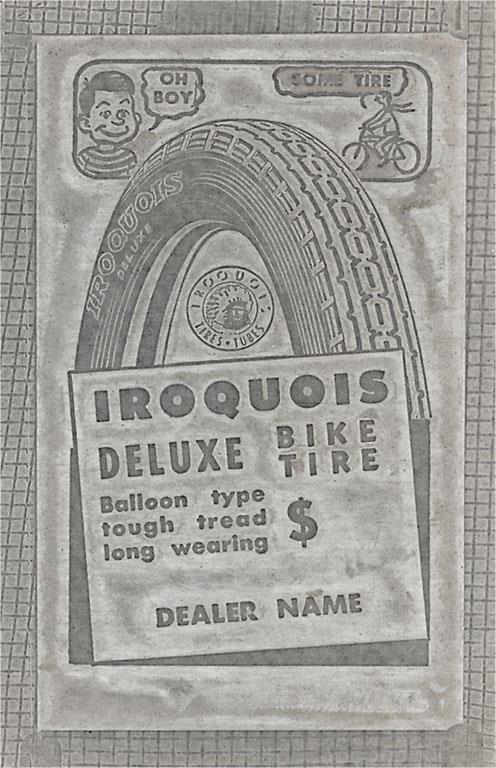 OH
BOY
SOME TIRE
IROQUOIS
DELUXE
IROQUOIS
TIRES • TUBES
IROQUOIS
DELUXE BIKE
TIRE
Balloon type
tough tread
long wearing
$
DEALER NAME